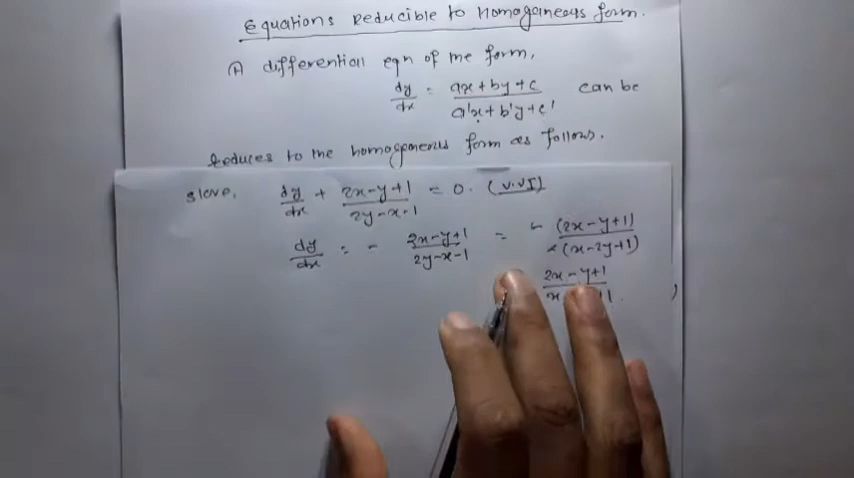 Equations Reducible to Homogeneous form.
A differential eqn of the form,
dy/dx = ax+by+c / a'x+b'y+c' can be
Reduces to the homogeneous form as follows.
slove, dy/dx + 2x-y+1 / 2y-x-1 = 0. (V.VI)
dy/dx = - 2x-y+1 / 2y-x-1 = - (2x-y+1) / -(x-2y+1)
2x-y+1 / x 1.